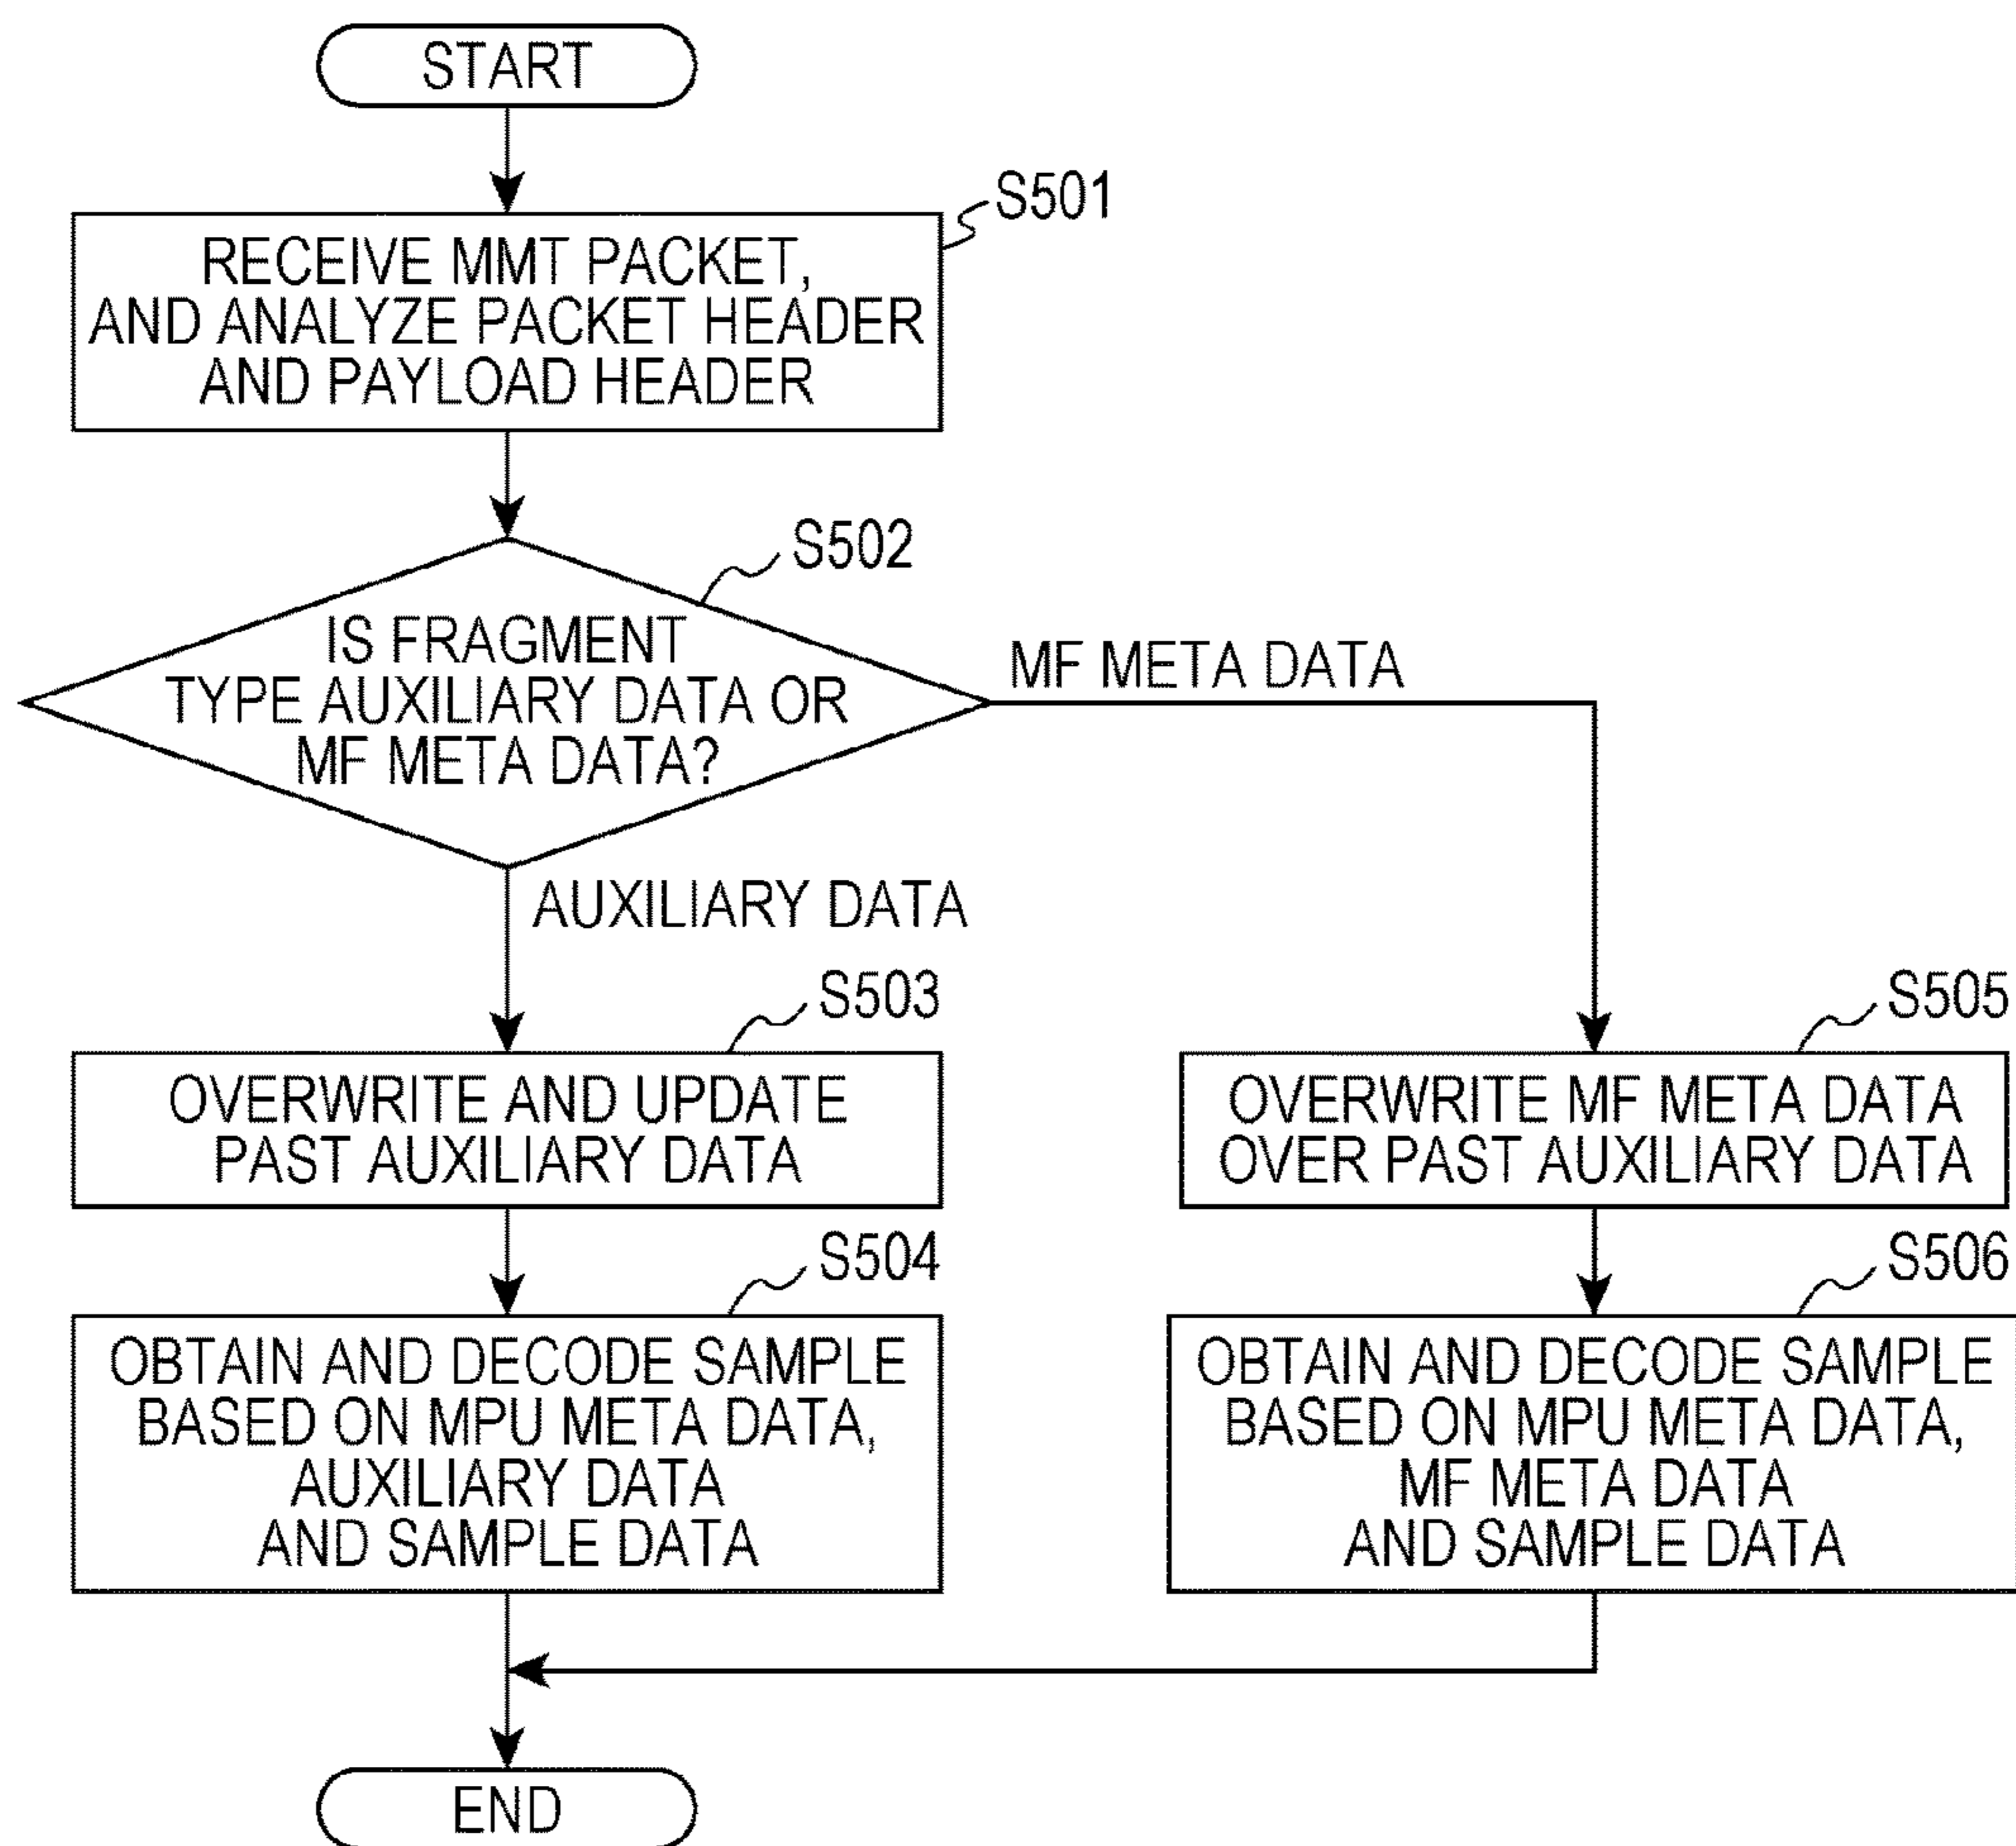 START
S501
RECEIVE MMT PACKET,
AND ANALYZE PACKET HEADER
AND PAYLOAD HEADER
S502
IS FRAGMENT
TYPE AUXILIARY DATA OR
MF META DATA?
MF META DATA
AUXILIARY DATA
S503
OVERWRITE AND UPDATE
PAST AUXILIARY DATA
S504
OBTAIN AND DECODE SAMPLE
BASED ON MPU META DATA,
AUXILIARY DATA
AND SAMPLE DATA
S505
OVERWRITE MF META DATA
OVER PAST AUXILIARY DATA
S506
OBTAIN AND DECODE SAMPLE
BASED ON MPU META DATA,
MF META DATA
AND SAMPLE DATA
END